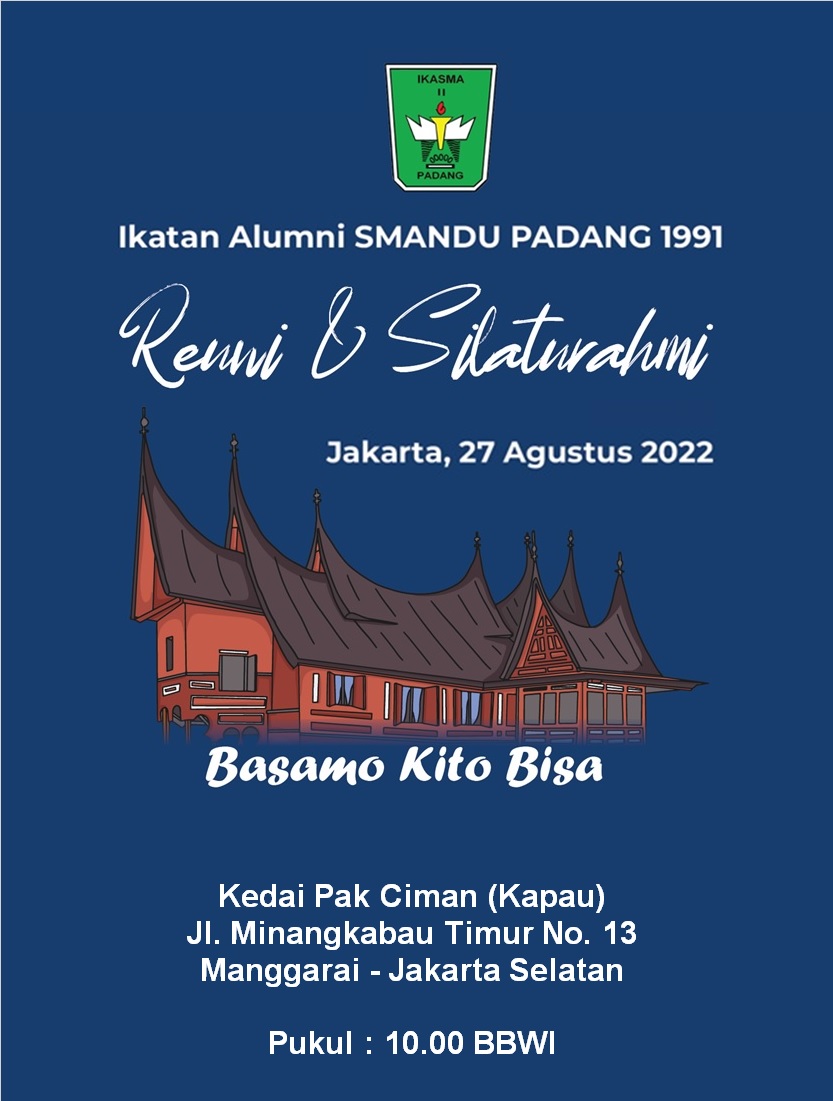 IKASMA
II
PADANG
Ikatan Alumni SMANDU PADANG 1991
Reuni & Silaturahmi
Jakarta, 27 Agustus 2022
Basamo Kito Bisa
Kedai Pak Ciman (Kapau)
Jl. Minangkabau Timur No. 13
Manggarai - Jakarta Selatan
Pukul : 10.00 BBWI